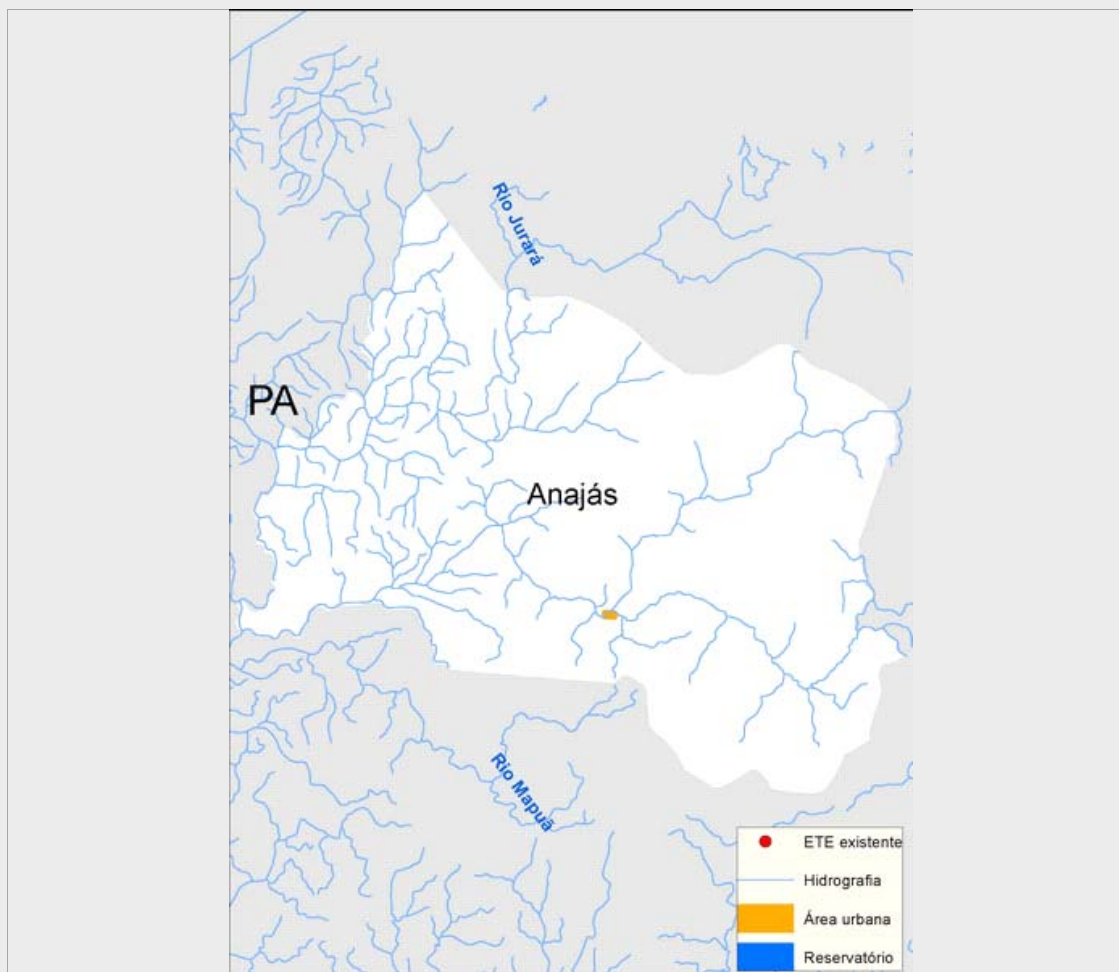 Rio Jurará
PA
Anajás
Rio Mapuá
ETE existente
Hidrografia
Área urbana
Reservatório